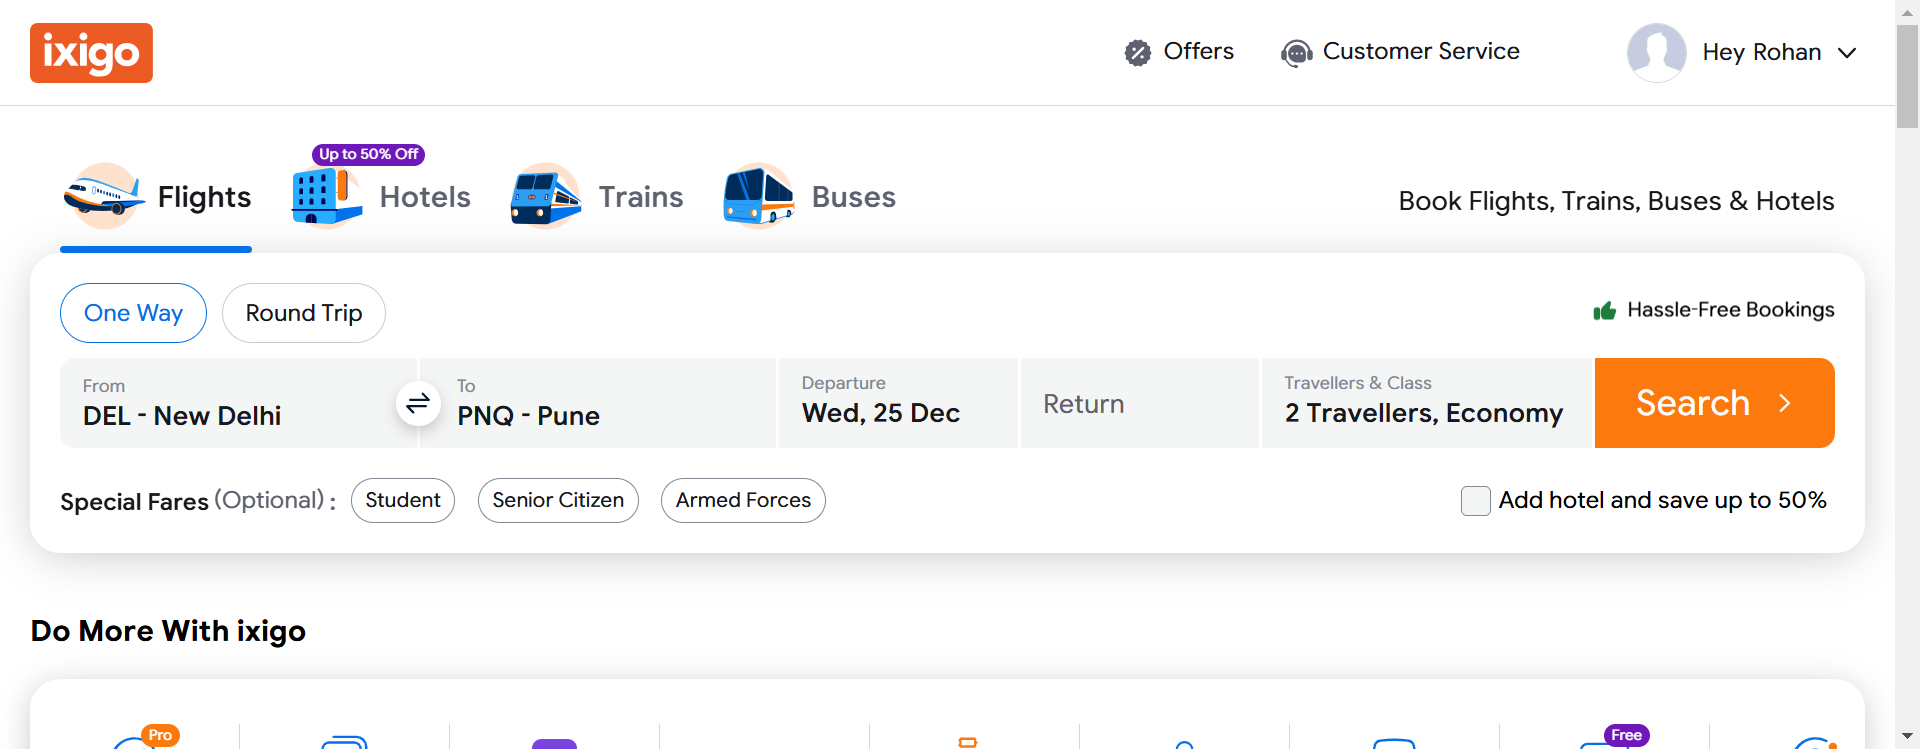 ixigo
Offers
Customer Service
Hey Rohan
Up to 50% Off
Flights
Hotels
Trains
Buses
Book Flights, Trains, Buses & Hotels
One Way
Round Trip
Hassle-Free Bookings
From
DEL - New Delhi
To
PNQ - Pune
Departure
Wed, 25 Dec
Return
Travellers & Class
2 Travellers, Economy
Search
Special Fares (Optional) :
Student
Senior Citizen
Armed Forces
Add hotel and save up to 50%
Do More With ixigo
Pro
Free